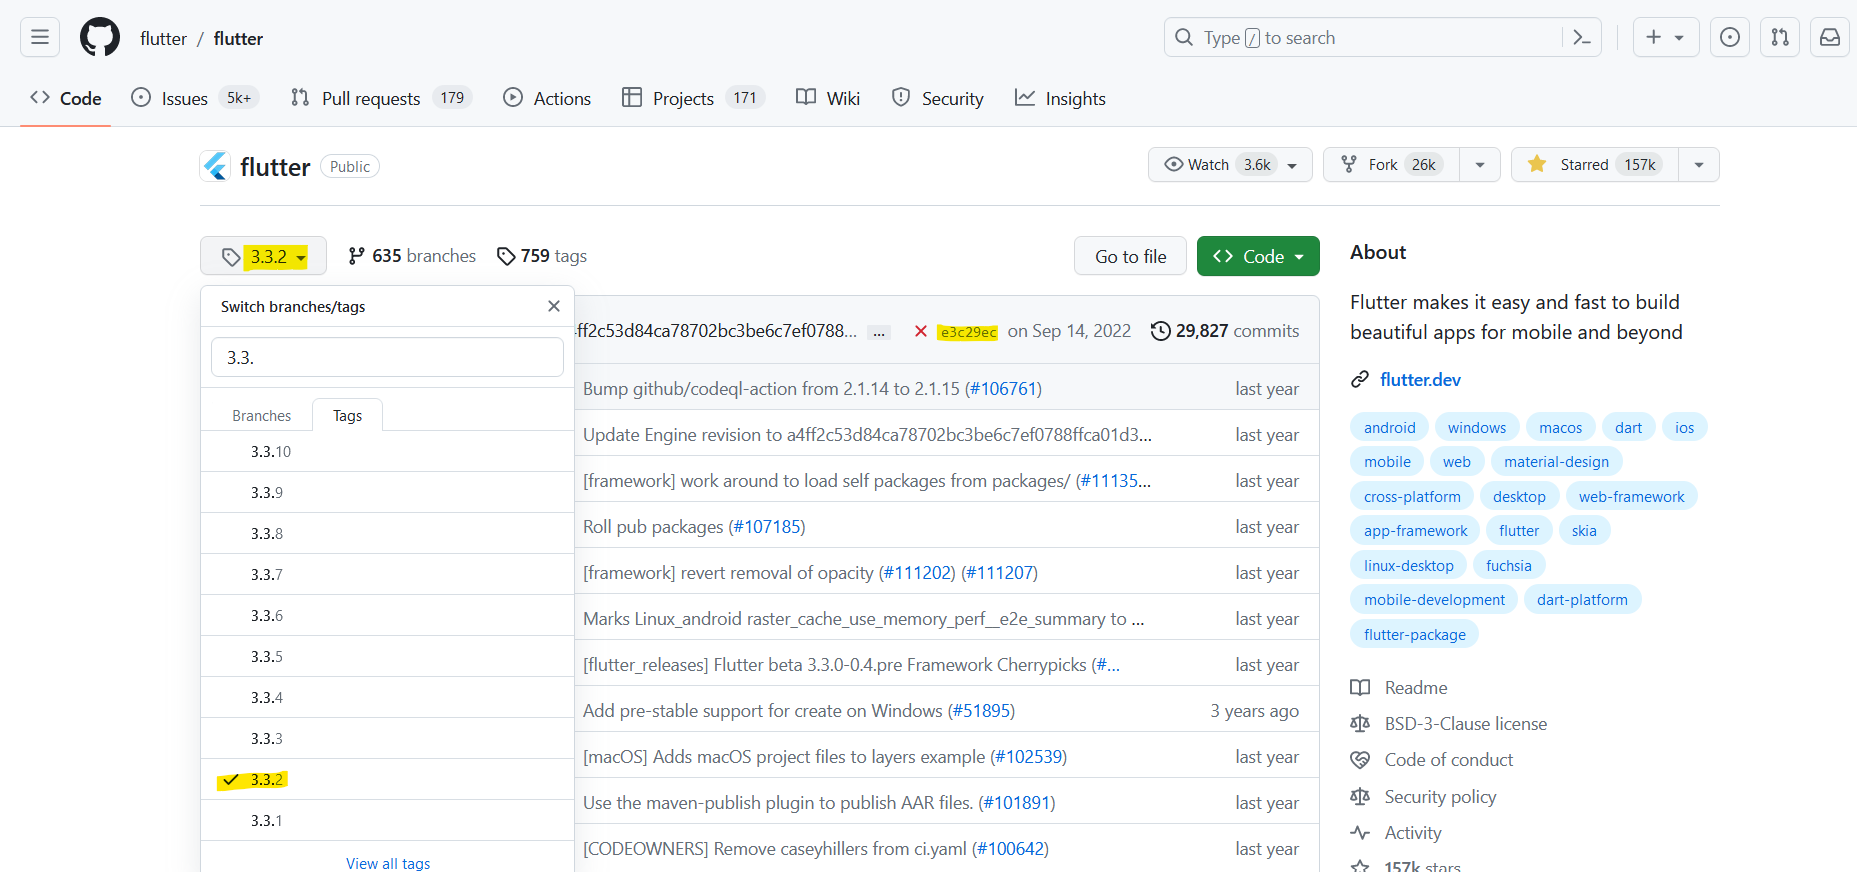 flutter / flutter
Type / to search
Code
Issues 5k+
Pull requests 179
Actions
Projects 171
Wiki
Security
Insights
flutter Public
Watch 3.6k
Fork 26k
Starred 157k
3.3.2
635 branches
759 tags
Go to file
Code
Switch branches/tags
3.3.
Branches
Tags
3.3.10
3.3.9
3.3.8
3.3.7
3.3.6
3.3.5
3.3.4
3.3.3
3.3.2
3.3.1
View all tags
ff2c53d84ca78702bc3be6c7ef0788... ... e3c29ec on Sep 14, 2022 29,827 commits
Bump github/codeql-action from 2.1.14 to 2.1.15 (#106761) last year
Update Engine revision to a4ff2c53d84ca78702bc3be6c7ef0788ffca01d3... last year
[framework] work around to load self packages from packages/ (#11135... last year
Roll pub packages (#107185) last year
[framework] revert removal of opacity (#111202) (#111207) last year
Marks Linux_android raster_cache_use_memory_perf__e2e_summary to ... last year
[flutter_releases] Flutter beta 3.3.0-0.4.pre Framework Cherrypicks (#... last year
Add pre-stable support for create on Windows (#51895) 3 years ago
[macOS] Adds macOS project files to layers example (#102539) last year
Use the maven-publish plugin to publish AAR files. (#101891) last year
[CODEOWNERS] Remove caseyhillers from ci.yaml (#100642) last year
About
Flutter makes it easy and fast to build
beautiful apps for mobile and beyond
flutter.dev
android windows macos dart ios
mobile web material-design
cross-platform desktop web-framework
app-framework flutter skia
linux-desktop fuchsia
mobile-development dart-platform
flutter-package
Readme
BSD-3-Clause license
Code of conduct
Security policy
Activity
157k stars